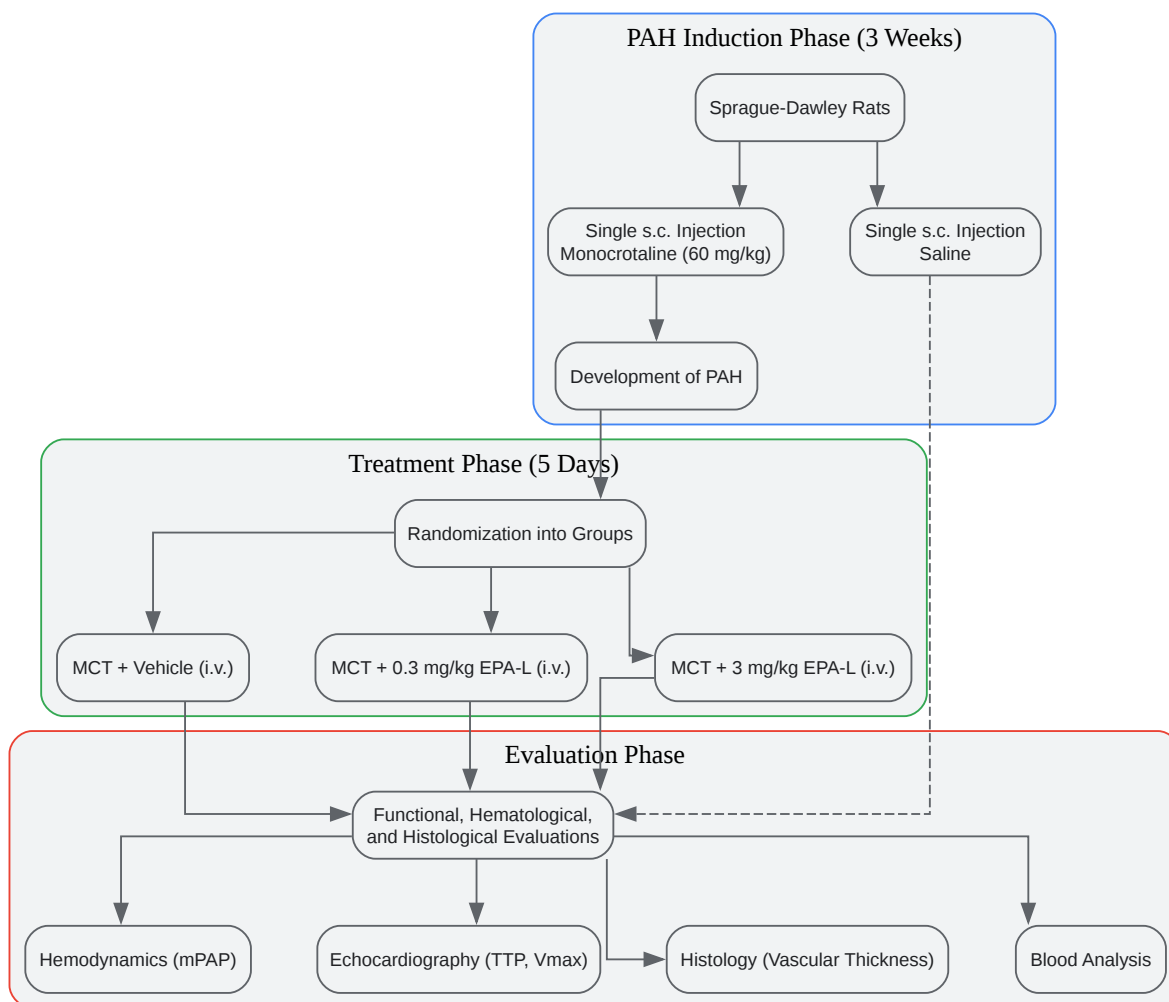 PAH Induction Phase (3 Weeks)
Sprague-Dawley Rats
Single s.c. Injection
Monocrotaline (60 mg/kg)
Single s.c. Injection
Saline
Development of PAH
Treatment Phase (5 Days)
Randomization into Groups
MCT + Vehicle (i.v.)
MCT + 0.3 mg/kg EPA-L (i.v.)
MCT + 3 mg/kg EPA-L (i.v.)
Evaluation Phase
Functional, Hematological,
and Histological Evaluations
Hemodynamics (mPAP)
Echocardiography (TTP, Vmax)
Histology (Vascular Thickness)
Blood Analysis